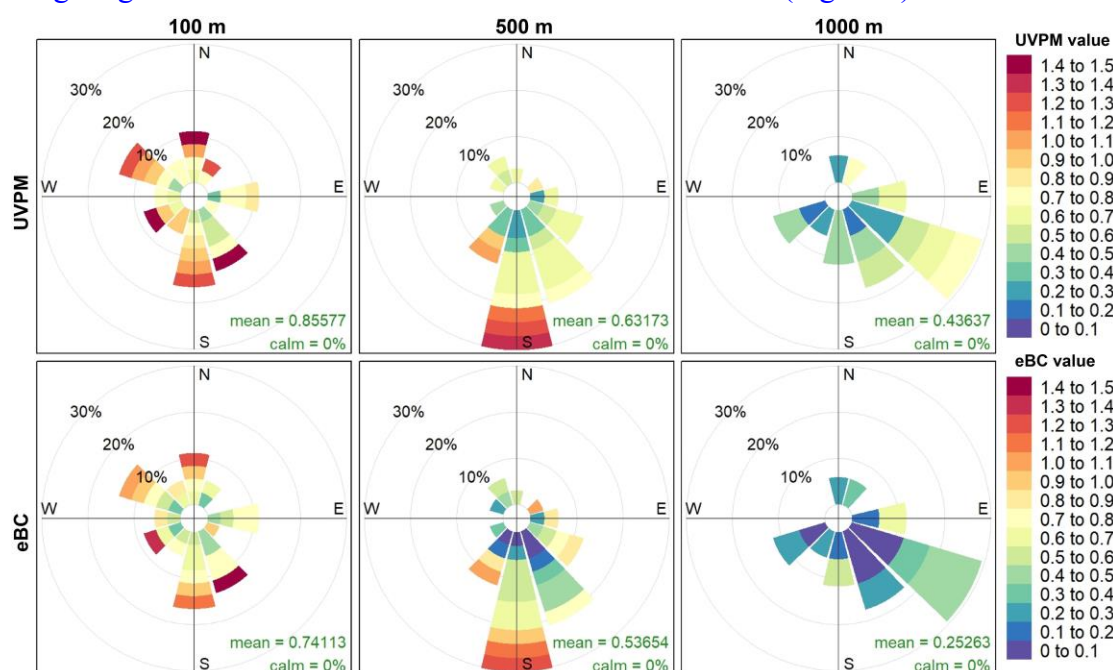 100 m
500 m
1000 m
UVPM
N
30%
20%
10%
W
E
S
mean = 0.85577
calm = 0%
N
30%
20%
10%
W
E
S
mean = 0.63173
calm = 0%
N
30%
20%
10%
W
E
S
mean = 0.43637
calm = 0%
UVPM value
1.4 to 1.5
1.3 to 1.4
1.2 to 1.3
1.1 to 1.2
1.0 to 1.1
0.9 to 1.0
0.8 to 0.9
0.7 to 0.8
0.6 to 0.7
0.5 to 0.6
0.4 to 0.5
0.3 to 0.4
0.2 to 0.3
0.1 to 0.2
0 to 0.1
eBC
N
30%
20%
10%
W
E
S
mean = 0.74113
calm = 0%
N
30%
20%
10%
W
E
S
mean = 0.53654
calm = 0%
N
30%
20%
10%
W
E
S
mean = 0.25263
calm = 0%
eBC value
1.4 to 1.5
1.3 to 1.4
1.2 to 1.3
1.1 to 1.2
1.0 to 1.1
0.9 to 1.0
0.8 to 0.9
0.7 to 0.8
0.6 to 0.7
0.5 to 0.6
0.4 to 0.5
0.3 to 0.4
0.2 to 0.3
0.1 to 0.2
0 to 0.1